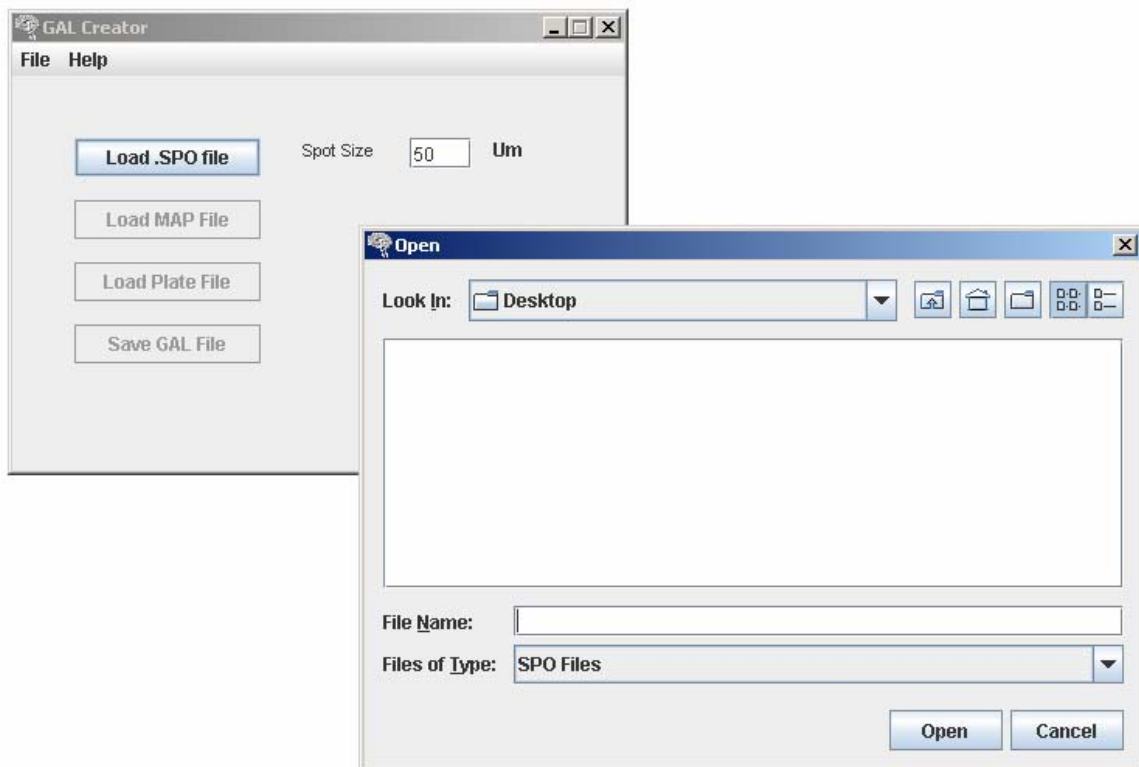 GAL Creator
File Help
Load .SPO file Spot Size 50 Um
Load MAP File
Load Plate File
Save GAL File
Open
Look In: Desktop
File Name:
Files of Type: SPO Files
Open Cancel